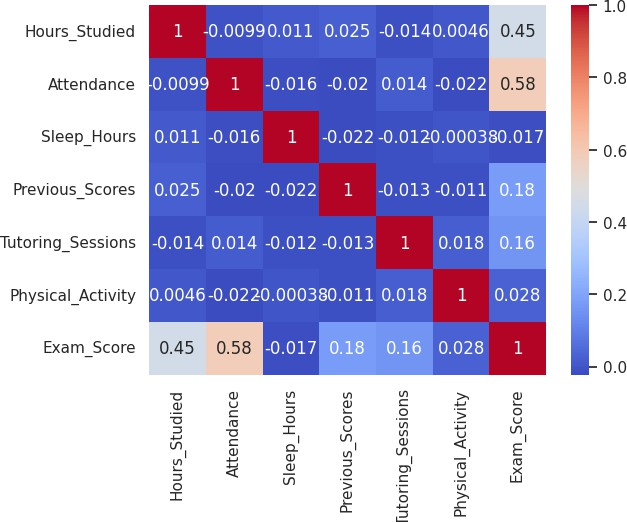 Hours_Studied 1 -0.0099 0.011 0.025 -0.014 0.0046 0.45
Attendance -0.0099 1 -0.016 -0.02 0.014 -0.022 0.58
Sleep_Hours 0.011 -0.016 1 -0.022 -0.012 -0.00038 -0.017
Previous_Scores 0.025 -0.02 -0.022 1 -0.013 -0.011 0.18
Tutoring_Sessions -0.014 0.014 -0.012 -0.013 1 0.018 0.16
Physical_Activity 0.0046 -0.022 -0.00038 -0.011 0.018 1 0.028
Exam_Score 0.45 0.58 -0.017 0.18 0.16 0.028 1
Hours_Studied
Attendance
Sleep_Hours
Previous_Scores
Tutoring_Sessions
Physical_Activity
Exam_Score
1.0
0.8
0.6
0.4
0.2
0.0